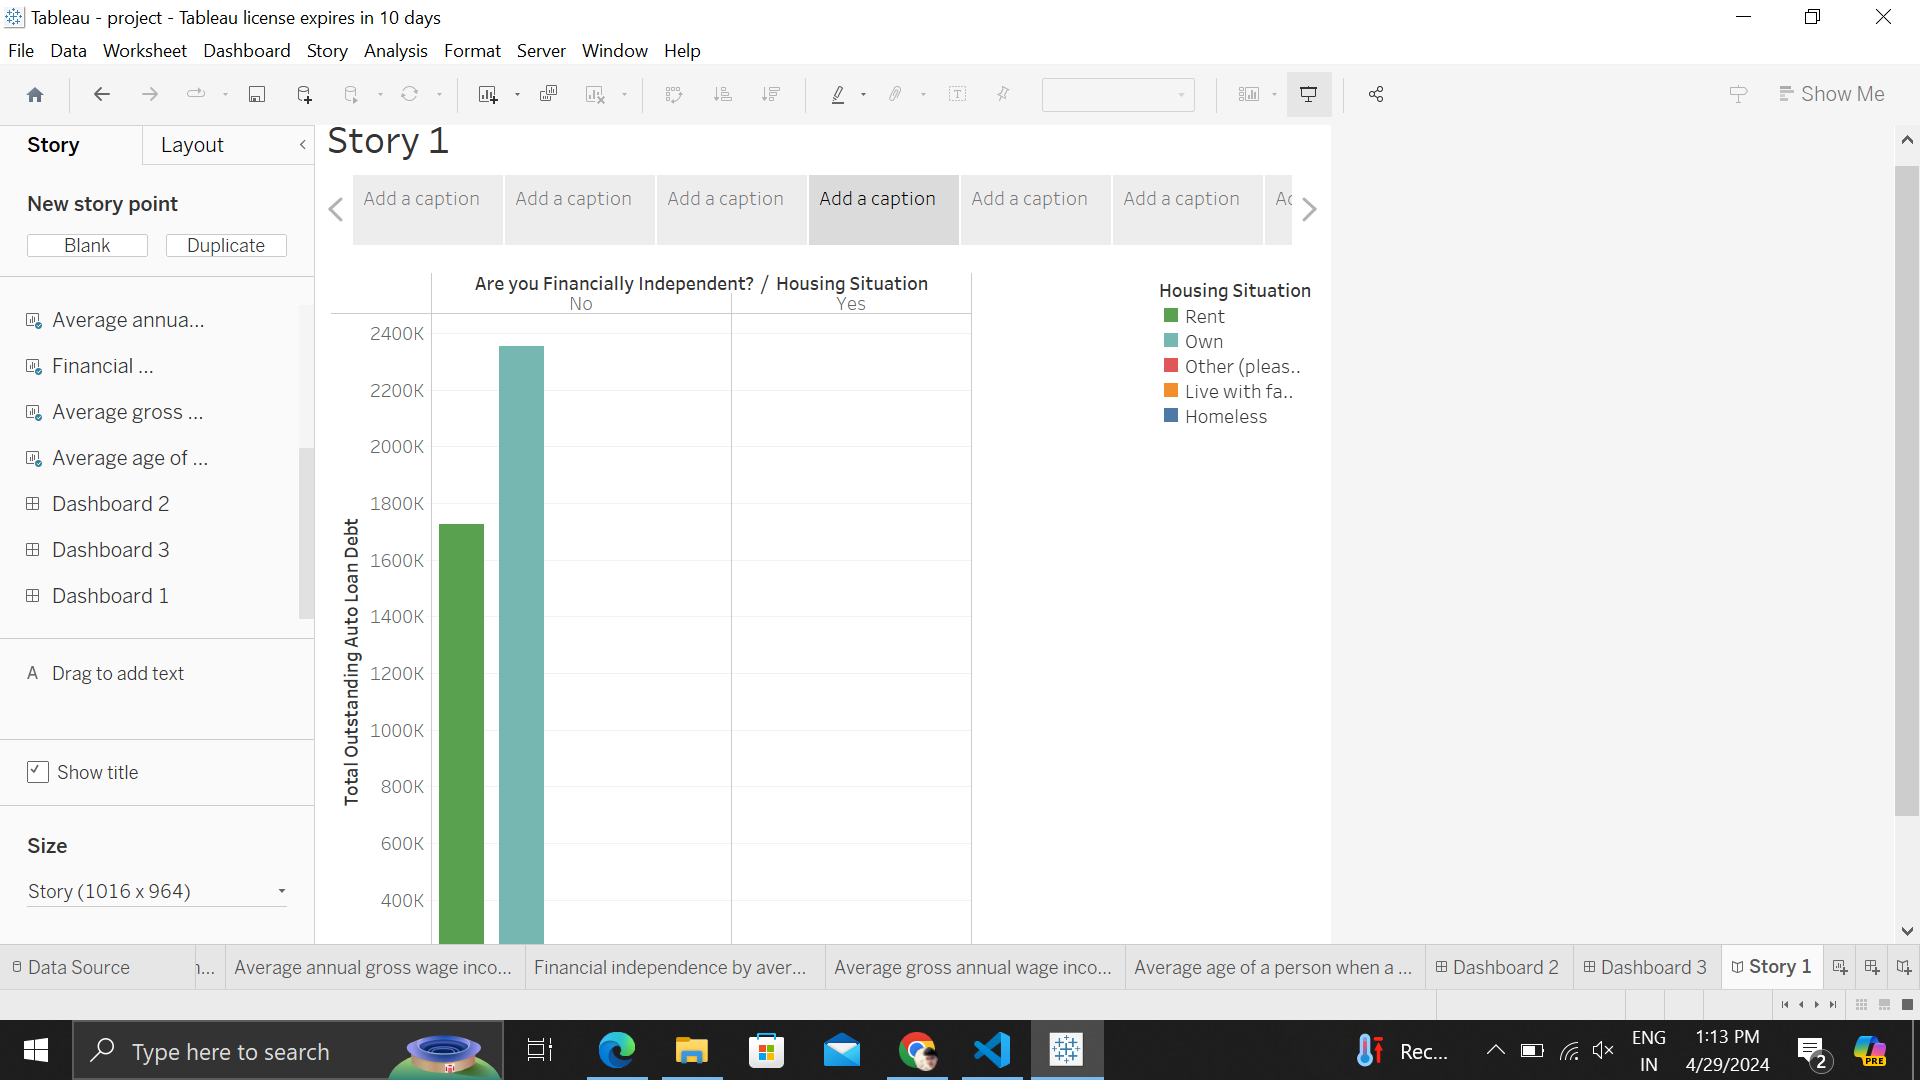 Tableau - project - Tableau license expires in 10 days
File Data Worksheet Dashboard Story Analysis Format Server Window Help
Show Me
Story Layout
New story point
Blank Duplicate
Average annua...
Financial ...
Average gross ...
Average age of ...
Dashboard 2
Dashboard 3
Dashboard 1
A Drag to add text
Show title
Size
Story (1016 x 964)
Story 1
Add a caption Add a caption Add a caption Add a caption Add a caption Add a caption Ac
Are you Financially Independent? / Housing Situation
No Yes
Total Outstanding Auto Loan Debt
2400K
2200K
2000K
1800K
1600K
1400K
1200K
1000K
800K
600K
400K
Housing Situation
Rent
Own
Other (pleas..
Live with fa..
Homeless
Data Source ... Average annual gross wage inco... Financial independence by aver... Average gross annual wage inco... Average age of a person when a ... Dashboard 2 Dashboard 3 Story 1
Type here to search
Rec...
ENG
IN
1:13 PM
4/29/2024
2
PRE